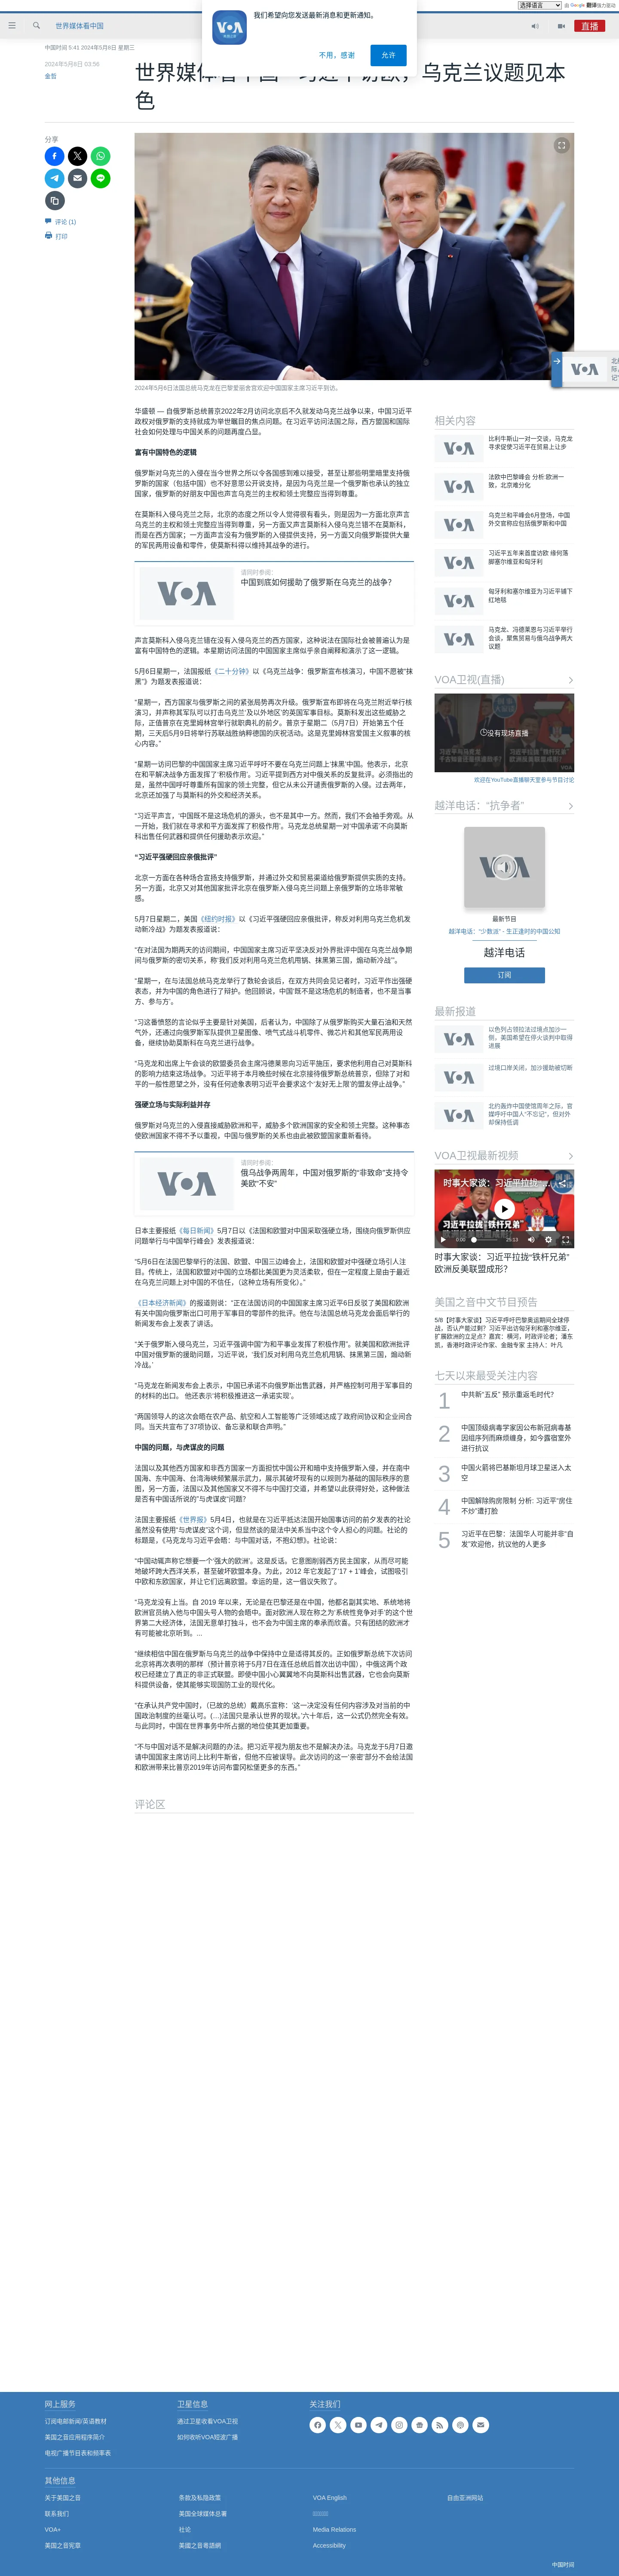 选择语言
由 Google 翻译强力驱动
我们希望向您发送最新消息和更新通知。
不用，感谢
允许
世界媒体看中国
直播
中国时间 5:41 2024年5月8日 星期三
2024年5月8日 03:56
金哲
，乌克兰议题见本
色
分享
评论 (1)
打印
2024年5月6日法国总统马克龙在巴黎爱丽舍宫欢迎中国国家主席习近平到访。
华盛顿 — 自俄罗斯总统普京2022年2月访问北京后不久就发动乌克兰战争以来，中国习近平
政权对俄罗斯的支持就成为举世瞩目的焦点问题。在习近平访问法国之际，西方盟国和国际
社会如何处理与中国关系的问题再度凸显。
富有中国特色的逻辑
俄罗斯对乌克兰的入侵在当今世界之所以令各国感到难以接受，甚至让那些明里暗里支持俄
罗斯的国家（包括中国）也不好意思公开说支持，是因为乌克兰是一个俄罗斯也承认的独立
国家，俄罗斯的好朋友中国也声言乌克兰的主权和领土完整应当得到尊重。
在莫斯科入侵乌克兰之际，北京的态度之所以令人觉得很有看头，则是因为一方面北京声言
乌克兰的主权和领土完整应当得到尊重，另一方面又声言莫斯科入侵乌克兰错不在莫斯科，
而是在西方国家；一方面声言没有为俄罗斯的入侵提供支持，另一方面又向俄罗斯提供大量
的军民两用设备和零件，使莫斯科得以维持其战争的进行。
请同时参阅：
中国到底如何援助了俄罗斯在乌克兰的战争？
声言莫斯科入侵乌克兰错在没有入侵乌克兰的西方国家，这种说法在国际社会被普遍认为是
富有中国特色的逻辑。本星期访问法国的中国国家主席似乎亲自阐释和演示了这一逻辑。
5月6日星期一，法国报纸《二十分钟》以《乌克兰战争：俄罗斯宣布核演习，中国不愿被“抹
黑”》为题发表报道说：
“星期一，西方国家与俄罗斯之间的紧张局势再次升级。俄罗斯宣布即将在乌克兰附近举行核
演习，并声称其军队可以打击乌克兰‘及以外地区’的英国军事目标。莫斯科发出这些威胁之
际，正值普京在克里姆林宫举行就职典礼的前夕。普京于星期二（5月7日）开始第五个任
期，三天后5月9日将举行苏联战胜纳粹德国的庆祝活动。这是克里姆林宫爱国主义叙事的核
心内容。”
“星期一访问巴黎的中国国家主席习近平呼吁不要在乌克兰问题上‘抹黑’中国。他表示，北京
在和平解决战争方面发挥了‘积极作用’。习近平提到西方对中俄关系的反复批评。必须指出的
是，虽然中国呼吁尊重所有国家的领土完整，但它从未公开谴责俄罗斯的入侵。过去两年，
北京还加强了与莫斯科的外交和经济关系。
“习近平声言，‘中国既不是这场危机的源头，也不是其中一方。然而，我们不会袖手旁观。从
一开始，我们就在寻求和平方面发挥了积极作用’。马克龙总统星期一对‘中国承诺’不向莫斯
科出售任何武器和提供任何援助表示欢迎。”
“习近平强硬回应亲俄批评”
北京一方面在各种场合宣扬支持俄罗斯，并通过外交和贸易渠道给俄罗斯提供实质的支持。
另一方面，北京又对其他国家批评北京在俄罗斯入侵乌克兰问题上亲俄罗斯的立场非常敏
感。
5月7日星期二，美国《纽约时报》以《习近平强硬回应亲俄批评，称反对利用乌克兰危机发
动新冷战》为题发表报道说：
“在对法国为期两天的访问期间，中国国家主席习近平坚决反对外界批评中国在乌克兰战争期
间与俄罗斯的密切关系，称‘我们反对利用乌克兰危机甩锅、抹黑第三国，煽动新冷战’”。
“星期一，在与法国总统马克龙举行了数轮会谈后，在双方共同会见记者时，习近平作出强硬
表态，并为中国的角色进行了辩护。他回顾说，中国‘既不是这场危机的制造者，也不是当事
方、参与方’。
“习这番愤怒的言论似乎主要是针对美国，后者认为，中国除了从俄罗斯购买大量石油和天然
气外，还通过向俄罗斯军队提供卫星图像、喷气式战斗机零件、微芯片和其他军民两用设
备，继续协助莫斯科在乌克兰进行战争。
“马克龙和出席上午会谈的欧盟委员会主席冯德莱恩向习近平施压，要求他利用自己对莫斯科
的影响力结束这场战争。习近平将于本月晚些时候在北京接待俄罗斯总统普京，但除了对和
平的一般性愿望之外，没有任何迹象表明习近平会要求这个‘友好无上限’的盟友停止战争。”
强硬立场与实际利益并存
俄罗斯对乌克兰的入侵直接威胁欧洲和平，威胁多个欧洲国家的安全和领土完整。这种事态
使欧洲国家不得不予以重视，中国与俄罗斯的关系也由此被欧盟国家重新看待。
请同时参阅：
俄乌战争两周年，中国对俄罗斯的“非致命”支持令
美欧“不安”
日本主要报纸《每日新闻》5月7日以《法国和欧盟对中国采取强硬立场，围绕向俄罗斯供应
问题举行与中国举行峰会》发表报道说：
“5月6日在法国巴黎举行的法国、欧盟、中国三边峰会上，法国和欧盟对中强硬立场引人注
目。传统上，法国和欧盟对中国的立场都比美国更为灵活和柔软，但在一定程度上是由于最近
在乌克兰问题上对中国的不信任，（这种立场有所变化）。”
《日本经济新闻》的报道则说：“正在法国访问的中国国家主席习近平6日反驳了美国和欧洲
有关中国向俄罗斯出口可用于军事目的的零部件的批评。他在与法国总统马克龙会面后举行的
新闻发布会上发表了讲话。
“关于俄罗斯入侵乌克兰，习近平强调中国‘为和平事业发挥了积极作用’。就美国和欧洲批评
中国对俄罗斯的援助问题，习近平说，‘我们反对利用乌克兰危机甩锅、抹黑第三国，煽动新
冷战。’
“马克龙在新闻发布会上表示，中国已承诺不向俄罗斯出售武器，并严格控制可用于军事目的
的材料的出口。 他还表示‘将积极推进这一承诺实现’。
“两国领导人的这次会晤在农产品、航空和人工智能等广泛领域达成了政府间协议和企业间合
同。当天共宣布了37项协议、备忘录和联合声明。”
中国的问题，与虎谋皮的问题
法国以及其他西方国家和非西方国家一方面担忧中国公开和暗中支持俄罗斯入侵，并在南中
国海、东中国海、台湾海峡频繁展示武力，展示其破坏现有的以规则为基础的国际秩序的意
图，另一方面，法国以及其他国家又不得不与中国打交道，并希望以此获得好处，这种做法
是否有中国话所说的“与虎谋皮”问题？
法国主要报纸《世界报》5月4日，也就是在习近平抵达法国开始国事访问的前夕发表的社论
虽然没有使用“与虎谋皮”这个词，但显然谈的是法中关系当中这个令人担心的问题。社论的
标题是，《马克龙与习近平会晤：与中国对话，不抱幻想》。社论说：
“中国动辄声称它想要一个‘强大的欧洲’。这是反话。它意图削弱西方民主国家，从而尽可能
地破坏跨大西洋关系，甚至破坏欧盟本身。为此，2012 年它发起了‘17 + 1’峰会，试图吸引
中欧和东欧国家，并让它们远离欧盟。幸运的是，这一倡议失败了。
“马克龙没有上当。自 2019 年以来，无论是在巴黎还是在中国，他都名副其实地、系统地将
欧洲官员纳入他与中国头号人物的会晤中。面对欧洲人现在称之为‘系统性竞争对手’的这个世
界第二大经济体，法国无意单打独斗，也不会为中国主席的奉承而欣喜。只有团结的欧洲才
有可能被北京听到。...
“继续相信中国在俄罗斯与乌克兰的战争中保持中立是适得其反的。正如俄罗斯总统下次访问
北京将再次表明的那样（预计普京将于5月7日在连任总统后首次出访中国），中俄这两个政
权已经建立了真正的非正式联盟。即使中国小心翼翼地不向莫斯科出售武器，它也会向莫斯
科提供设备，使其能够实现国防工业的现代化。
“在承认共产党中国时，（已故的总统）戴高乐宣称：‘这一决定没有任何内容涉及对当前的中
国政治制度的丝毫认可。(…)法国只是承认世界的现状。’六十年后，这一公式仍然完全有效。
与此同时，中国在世界事务中所占据的地位使其更加重要。
“不与中国对话不是解决问题的办法。把习近平视为朋友也不是解决办法。马克龙于5月7日邀
请中国国家主席访问上比利牛斯省，但他不应被误导。此次访问的这一‘亲密’部分不会给法国
和欧洲带来比普京2019年访问布雷冈松堡更多的东西。”
评论区
相关内容
比利牛斯山一对一交谈，马克龙
寻求促使习近平在贸易上让步
法欧中巴黎峰会 分析:欧洲一
致，北京难分化
乌克兰和平峰会6月登场，中国
外交官称应包括俄罗斯和中国
习近平五年来首度访欧 缘何落
脚塞尔维亚和匈牙利
匈牙利和塞尔维亚为习近平铺下
红地毯
马克龙、冯德莱恩与习近平举行
会谈，聚焦贸易与俄乌战争两大
议题
VOA卫视(直播)
没有现场直播
欢迎在YouTube直播聊天室参与节目讨论
越洋电话："抗争者"
最新节目
越洋电话：“少数派” - 生正逢时的中国公知
越洋电话
订阅
最新报道
以色列占领拉法过境点加沙一
侧，美国希望在停火谈判中取得
进展
过境口岸关闭，加沙援助被切断
北约轰炸中国使馆周年之际，官
媒呼吁中国人“不忘记”，但对外
却保持低调
VOA卫视最新视频
时事大家谈：习近平拉拢...
习近平拉拢“铁杆兄弟”
0:00
25:13
时事大家谈：习近平拉拢“铁杆兄弟”
欧洲反美联盟成形？
美国之音中文节目预告
5/8【时事大家谈】习近平呼吁巴黎奥运期间全球停
战，否认产能过剩？习近平出访匈牙利和塞尔维亚，
扩展欧洲的立足点？嘉宾：横河，时政评论者；潘东
凯，香港时政评论作家、金融专家 主持人：叶凡
七天以来最受关注内容
1 中共新“五反” 预示重返毛时代？
2 中国顶级病毒学家因公布新冠病毒基
因组序列而麻烦缠身，如今露宿室外
进行抗议
3 中国火箭将巴基斯坦月球卫星送入太
空
4 中国解除购房限制 分析: 习近平“房住
不炒”遭打脸
5 习近平在巴黎：法国华人可能并非“自
发”欢迎他，抗议他的人更多
网上服务
订阅电邮新闻/英语教材
美国之音应用程序简介
电视广播节目表和频率表
卫星信息
通过卫星收看VOA卫视
如何收听VOA短波广播
关注我们
其他信息
关于美国之音
联系我们
VOA+
美国之音宪章
条款及私隐政策
美国全球媒体总署
社论
美國之音粵語網
VOA English
Media Relations
Accessibility
自由亚洲网站
中国时间